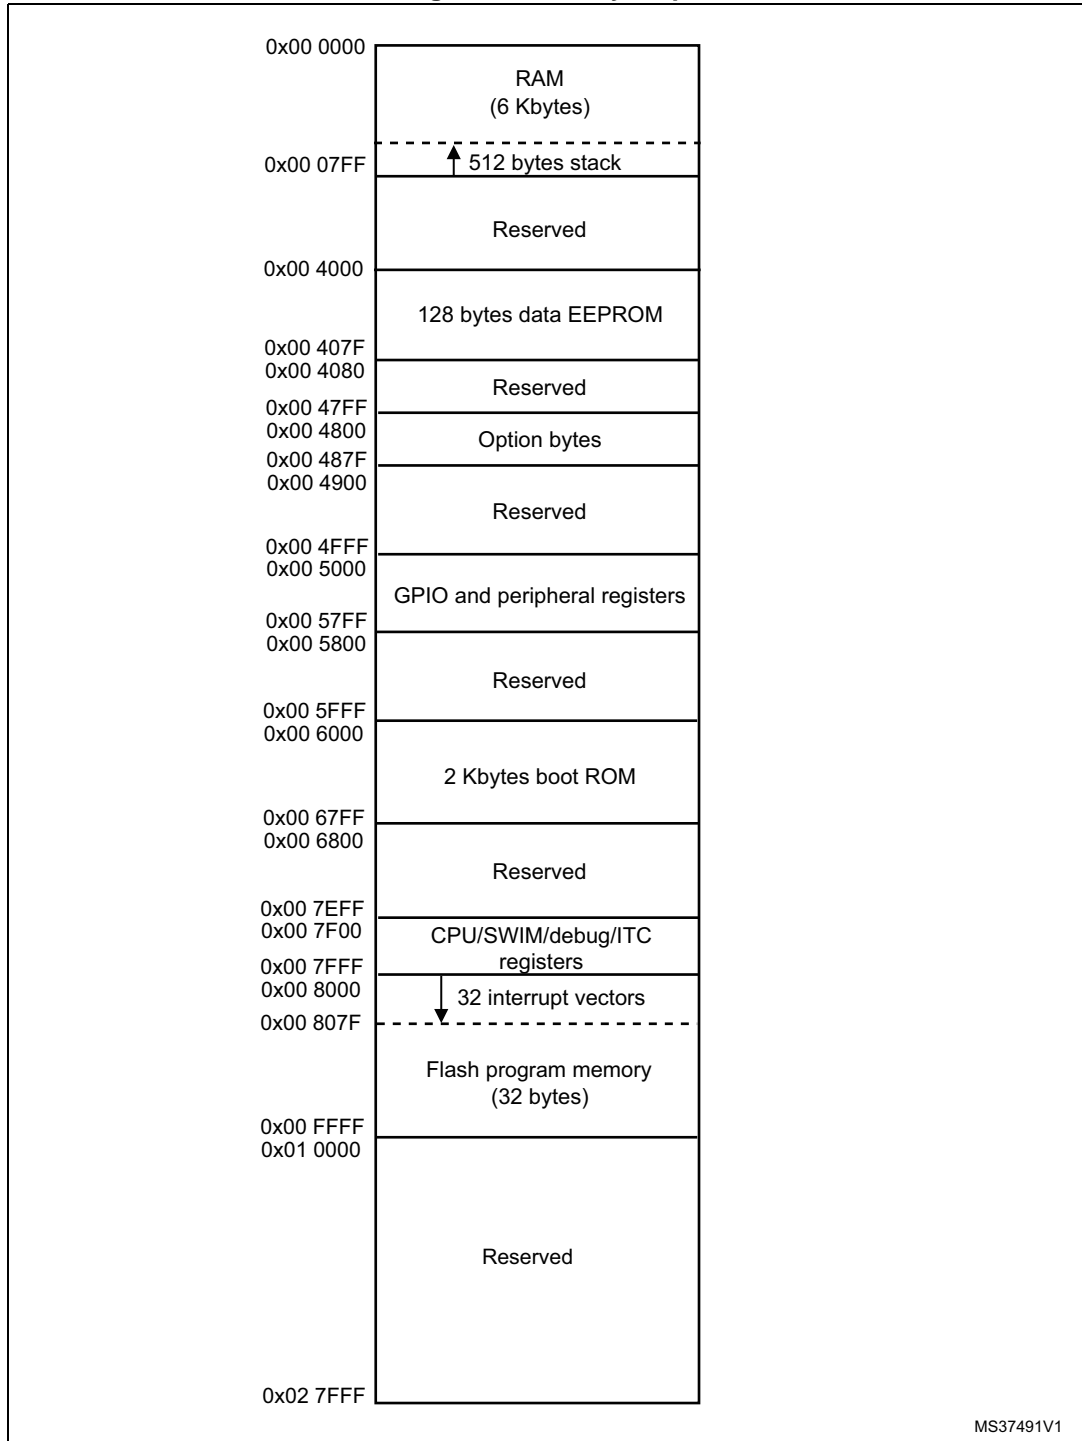 0x00 0000
RAM
(6 Kbytes)
0x00 07FF
512 bytes stack
Reserved
0x00 4000
128 bytes data EEPROM
0x00 407F
0x00 4080
Reserved
0x00 47FF
0x00 4800
Option bytes
0x00 487F
0x00 4900
Reserved
0x00 4FFF
0x00 5000
GPIO and peripheral registers
0x00 57FF
0x00 5800
Reserved
0x00 5FFF
0x00 6000
2 Kbytes boot ROM
0x00 67FF
0x00 6800
Reserved
0x00 7EFF
0x00 7F00
CPU/SWIM/debug/ITC
registers
0x00 7FFF
0x00 8000
32 interrupt vectors
0x00 807F
Flash program memory
(32 bytes)
0x00 FFFF
0x01 0000
Reserved
0x02 7FFF
MS37491V1